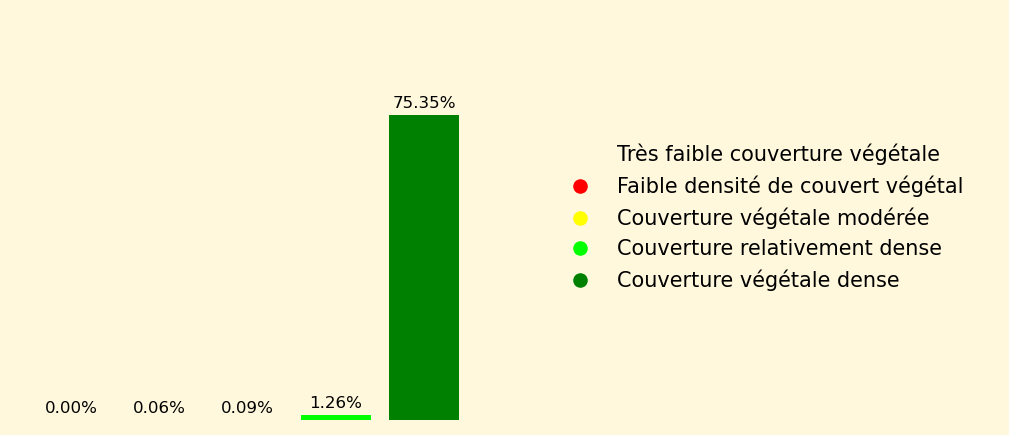 75.35%
Très faible couverture végétale
Faible densité de couvert végétal
Couverture végétale modérée
Couverture relativement dense
Couverture végétale dense
0.00%
0.06%
0.09%
1.26%